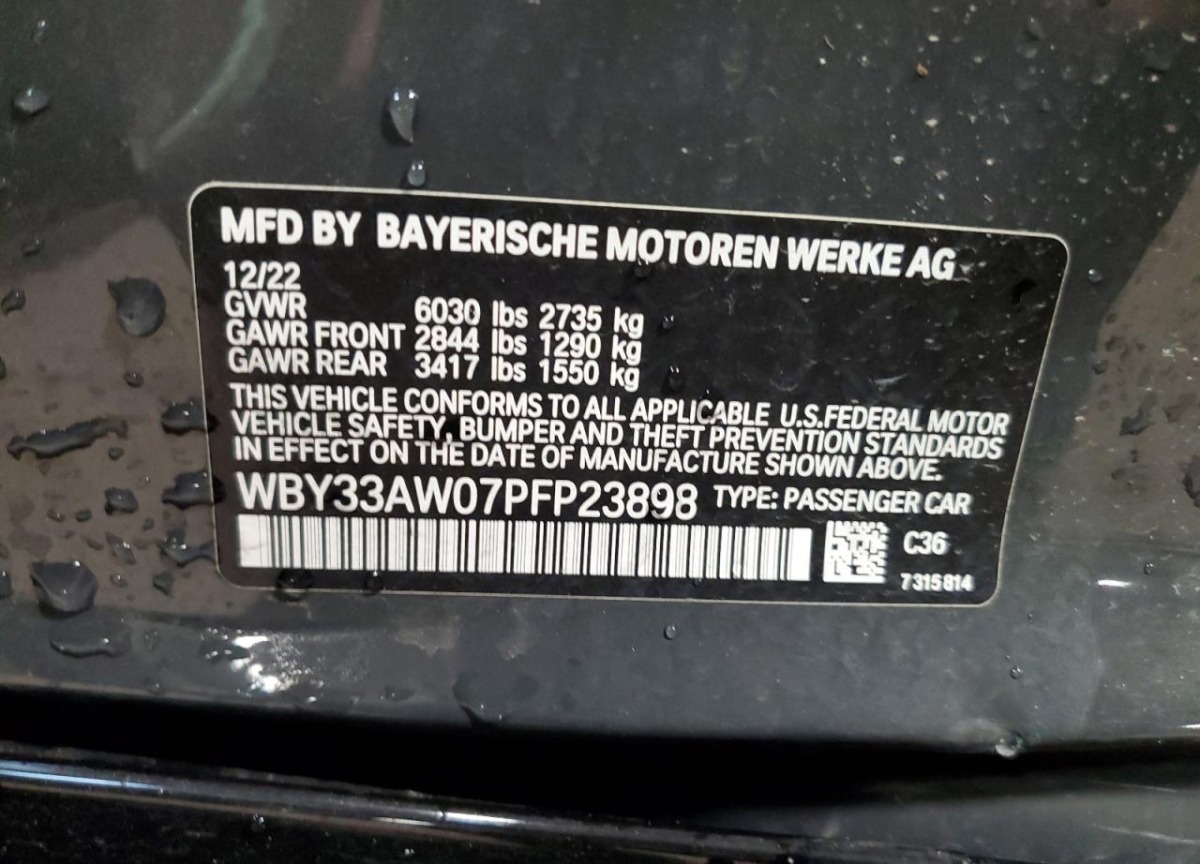 MFD BY BAYERISCHE MOTOREN WERKE AG
12/22
GVWR 6030 lbs 2735 kg
GAWR FRONT 2844 lbs 1290 kg
GAWR REAR 3417 lbs 1550 kg
THIS VEHICLE CONFORMS TO ALL APPLICABLE U.S.FEDERAL MOTOR
VEHICLE SAFETY, BUMPER AND THEFT PREVENTION STANDARDS
IN EFFECT ON THE DATE OF MANUFACTURE SHOWN ABOVE.
WBY33AW07PFP23898 TYPE: PASSENGER CAR
C36
7315814